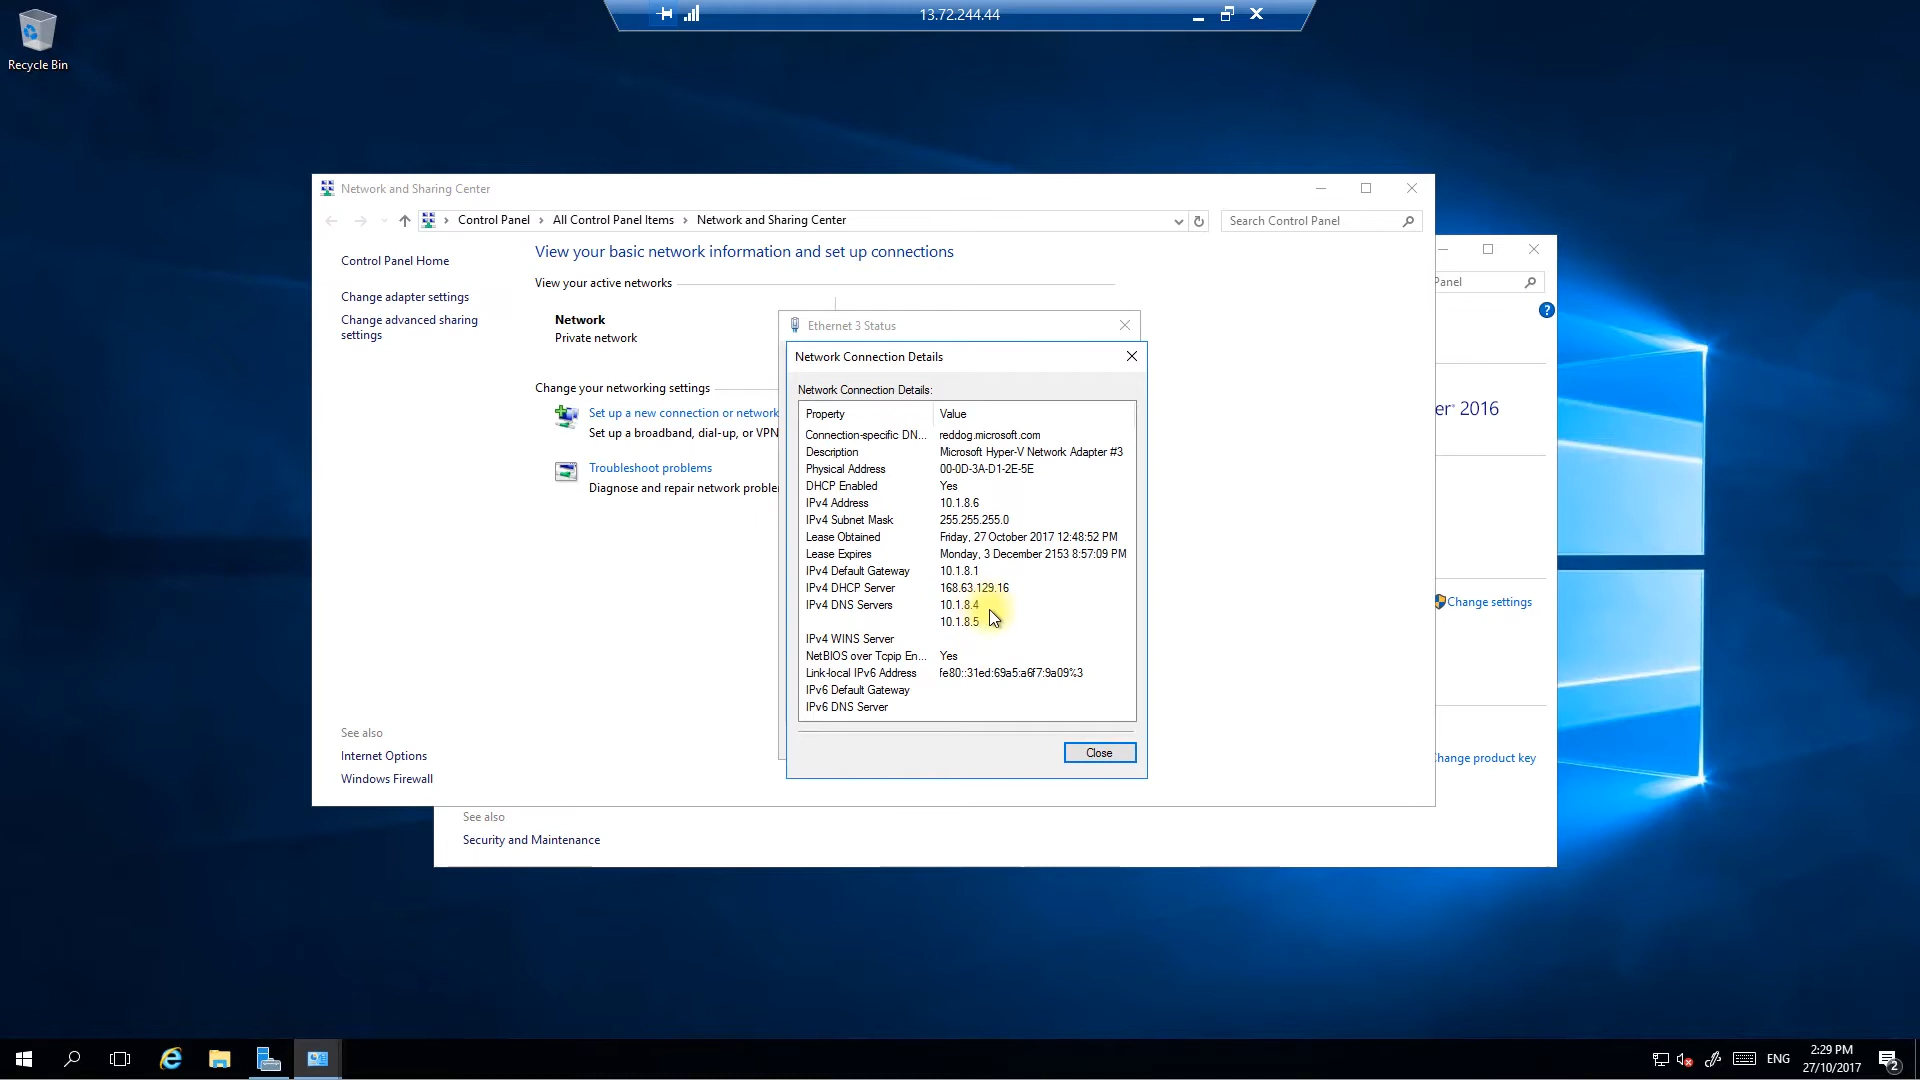 13.72.244.44
Recycle Bin
Network and Sharing Center
Control Panel
All Control Panel Items
Network and Sharing Center
Search Control Panel
Panel
Control Panel Home
Change adapter settings
Change advanced sharing
settings
View your basic network information and set up connections
View your active networks
Network
Private network
Change your networking settings
Set up a new connection or network
Set up a broadband, dial-up, or VPN
Troubleshoot problems
Diagnose and repair network proble
See also
Internet Options
Windows Firewall
Ethernet 3 Status
Network Connection Details
Network Connection Details:
Property Value
Connection-specific DN... reddog.microsoft.com
Description Microsoft Hyper-V Network Adapter #3
Physical Address 00-0D-3A-D1-2E-5E
DHCP Enabled Yes
IPv4 Address 10.1.8.6
IPv4 Subnet Mask 255.255.255.0
Lease Obtained Friday, 27 October 2017 12:48:52 PM
Lease Expires Monday, 3 December 2153 8:57:09 PM
IPv4 Default Gateway 10.1.8.1
IPv4 DHCP Server 168.63.129.16
IPv4 DNS Servers 10.1.8.4
10.1.8.5
IPv4 WINS Server
NetBIOS over Tcpip En... Yes
Link-local IPv6 Address fe80::31ed:69a5:a6f7:9a09%3
IPv6 Default Gateway
IPv6 DNS Server
Close
?
er® 2016
Change settings
Change product key
See also
Security and Maintenance
ENG
2:29 PM
27/10/2017
2